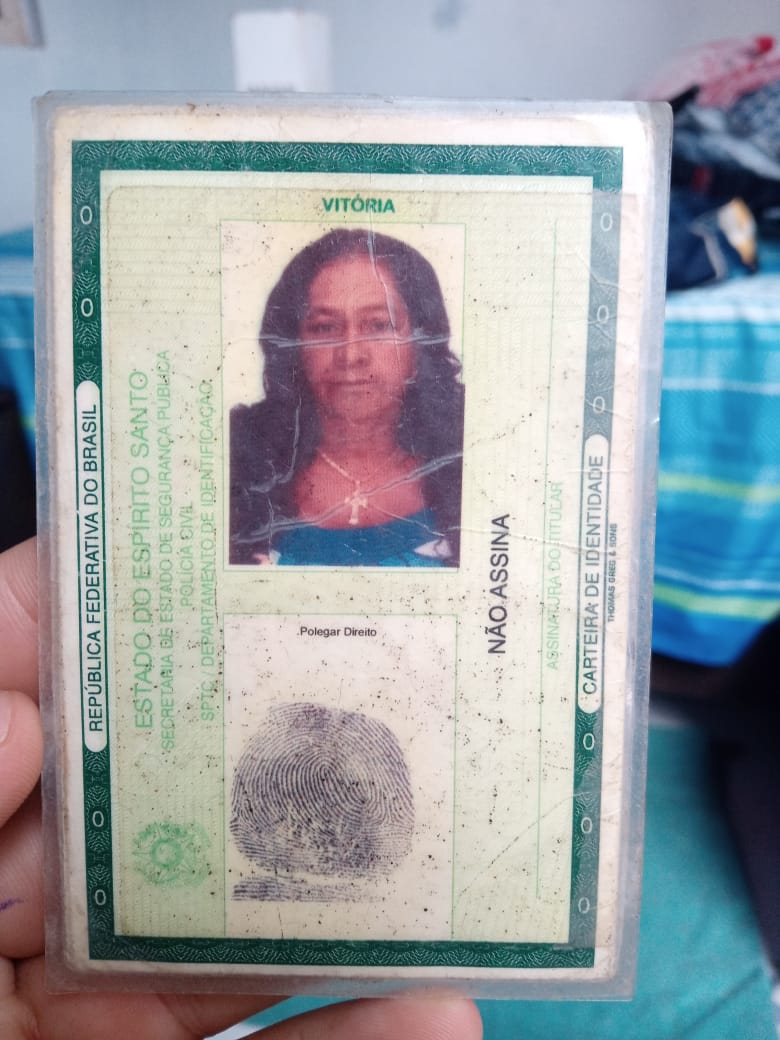 VITÓRIA
REPÚBLICA FEDERATIVA DO BRASIL
ESTADO DO ESPÍRITO SANTO
SECRETARIA DE ESTADO DE SEGURANÇA PÚBLICA
POLÍCIA CIVIL
SPTC / DEPARTAMENTO DE IDENTIFICAÇÃO
Polegar Direito
NÃO ASSINA
ASSINATURA DO TITULAR
CARTEIRA DE IDENTIDADE
THOMAS GREG & SONS